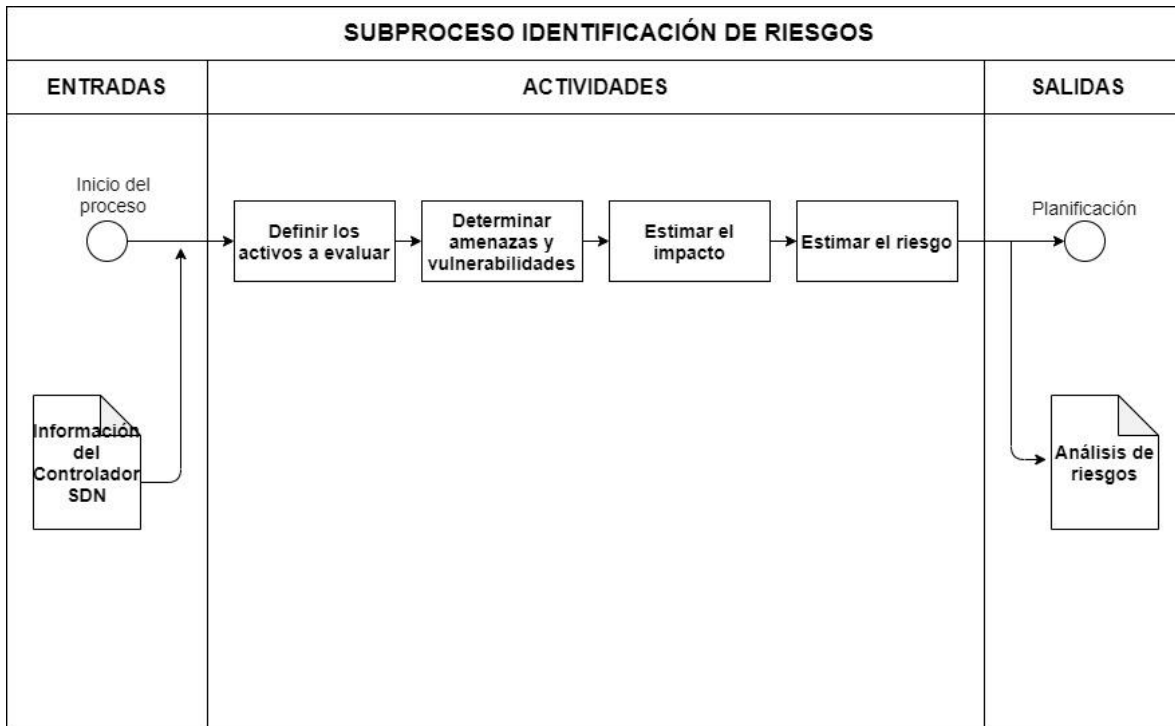 SUBPROCESO IDENTIFICACIÓN DE RIESGOS
ENTRADAS
ACTIVIDADES
SALIDAS
Inicio del
proceso
Definir los
activos a evaluar
Determinar
amenazas y
vulnerabilidades
Estimar el
impacto
Estimar el riesgo
Planificación
Información
del
Controlador
SDN
Análisis de
riesgos